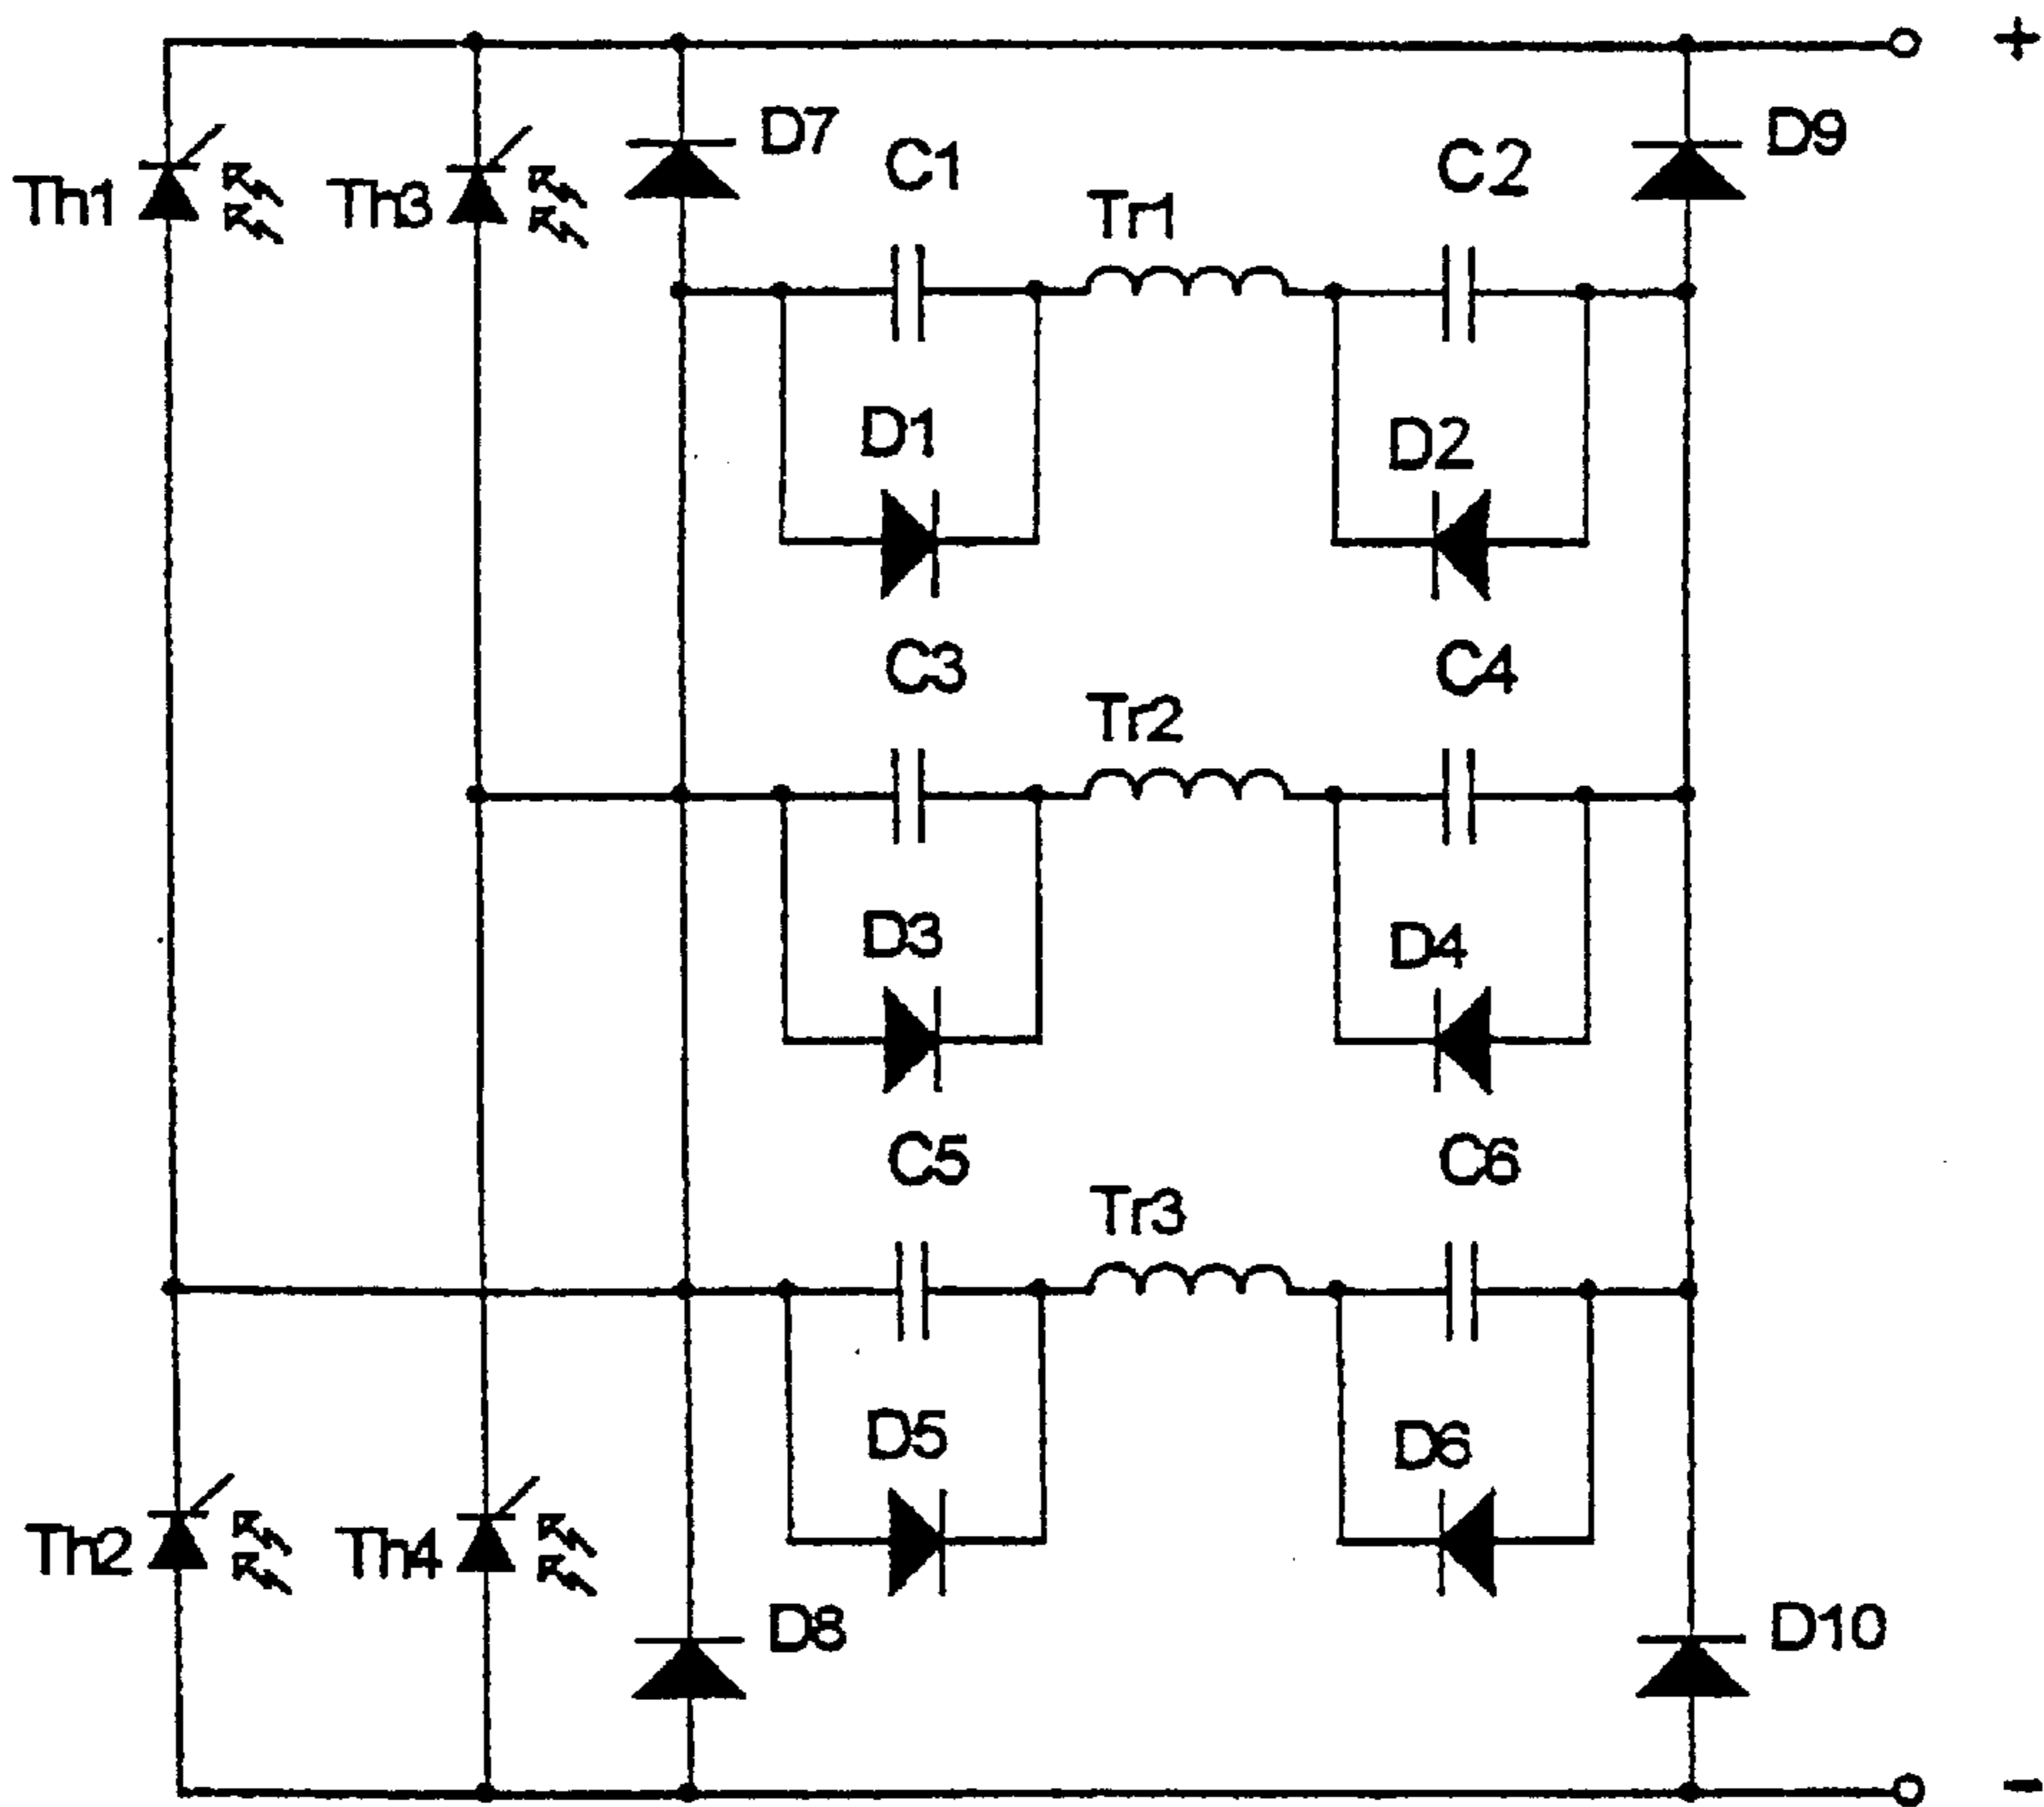 +
D7
D9
C1
C2
Th1
Th3
Tr1
D1
D2
C3
C4
Tr2
D3
D4
C5
C6
Tr3
D5
D6
Th2
Th4
D8
D10
-